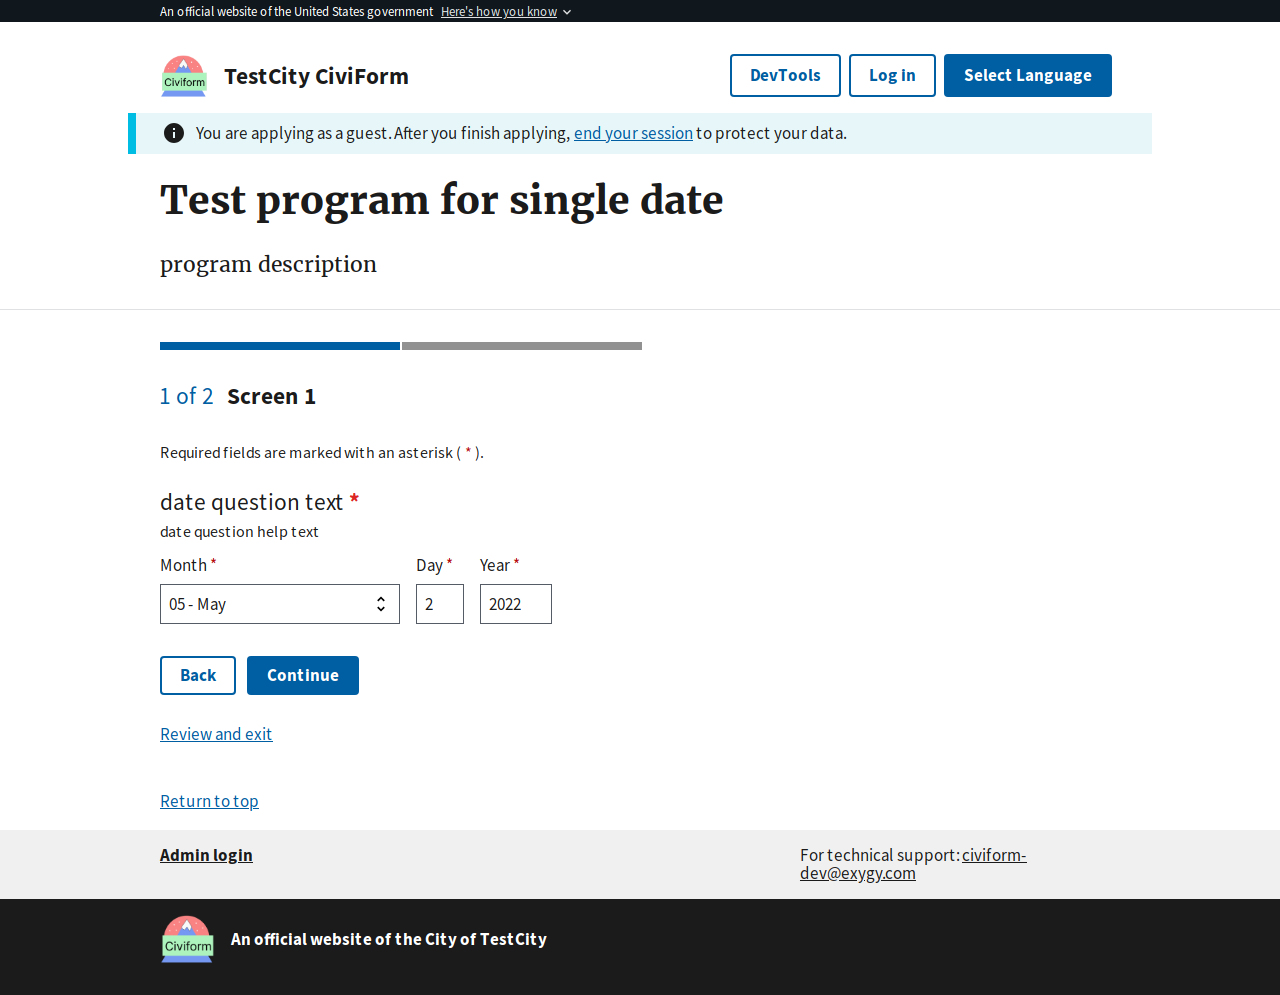 An official website of the United States government Here's how you know
Civiform
TestCity CiviForm
DevTools
Log in
Select Language
You are applying as a guest. After you finish applying, end your session to protect your data.
Test program for single date
program description
1 of 2 Screen 1
Required fields are marked with an asterisk ( * ).
date question text *
date question help text
Month * Day * Year *
05 - May 2 2022
Back Continue
Review and exit
Return to top
Admin login
For technical support: civiform-
dev@exygy.com
Civiform
An official website of the City of TestCity